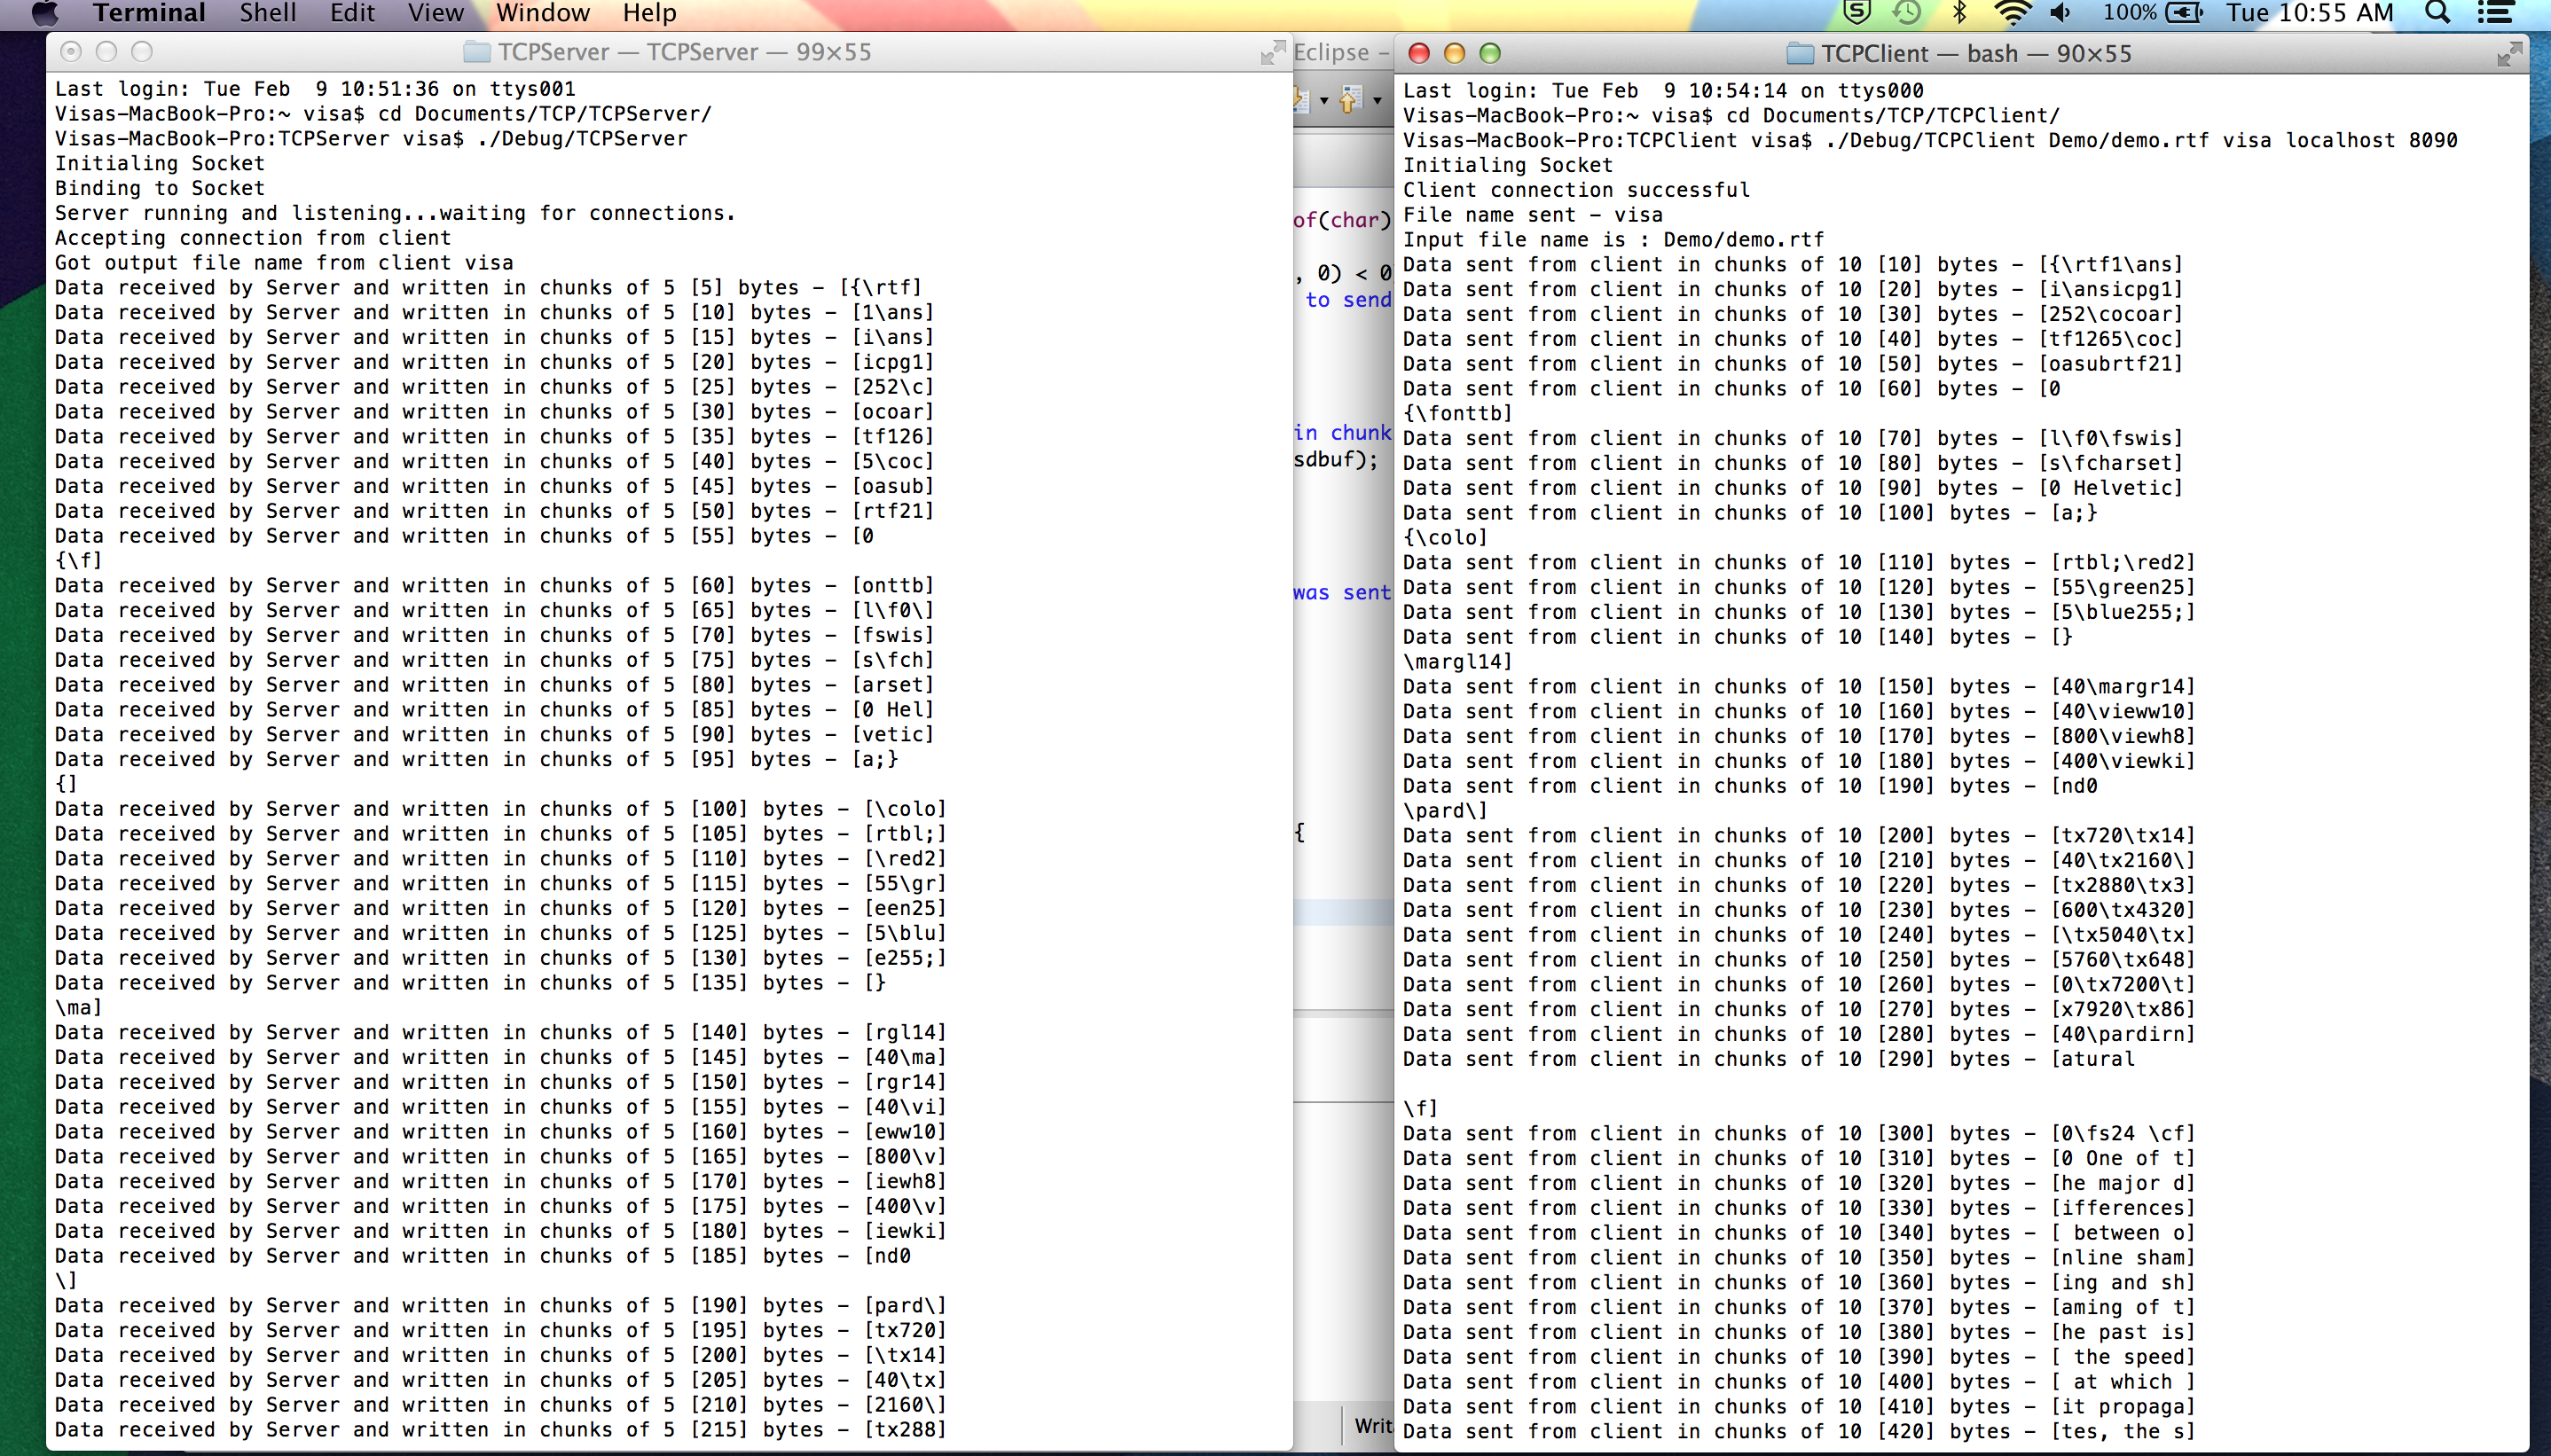 Terminal Shell Edit View Window Help 100% Tue 10:55 AM
TCPServer — TCPServer — 99×55
Last login: Tue Feb  9 10:51:36 on ttys001
Visas-MacBook-Pro:~ visa$ cd Documents/TCP/TCPServer/
Visas-MacBook-Pro:TCPServer visa$ ./Debug/TCPServer
Initialing Socket
Binding to Socket
Server running and listening...waiting for connections.
Accepting connection from client
Got output file name from client visa
Data received by Server and written in chunks of 5 [5] bytes - [{\rtf]
Data received by Server and written in chunks of 5 [10] bytes - [1\ans]
Data received by Server and written in chunks of 5 [15] bytes - [i\ans]
Data received by Server and written in chunks of 5 [20] bytes - [icpg1]
Data received by Server and written in chunks of 5 [25] bytes - [252\c]
Data received by Server and written in chunks of 5 [30] bytes - [ocoar]
Data received by Server and written in chunks of 5 [35] bytes - [tf126]
Data received by Server and written in chunks of 5 [40] bytes - [5\coc]
Data received by Server and written in chunks of 5 [45] bytes - [oasub]
Data received by Server and written in chunks of 5 [50] bytes - [rtf21]
Data received by Server and written in chunks of 5 [55] bytes - [0
{\f]
Data received by Server and written in chunks of 5 [60] bytes - [onttb]
Data received by Server and written in chunks of 5 [65] bytes - [l\f0\]
Data received by Server and written in chunks of 5 [70] bytes - [fswis]
Data received by Server and written in chunks of 5 [75] bytes - [s\fch]
Data received by Server and written in chunks of 5 [80] bytes - [arset]
Data received by Server and written in chunks of 5 [85] bytes - [0 Hel]
Data received by Server and written in chunks of 5 [90] bytes - [vetic]
Data received by Server and written in chunks of 5 [95] bytes - [a;}
{]
Data received by Server and written in chunks of 5 [100] bytes - [\colo]
Data received by Server and written in chunks of 5 [105] bytes - [rtbl;]
Data received by Server and written in chunks of 5 [110] bytes - [\red2]
Data received by Server and written in chunks of 5 [115] bytes - [55\gr]
Data received by Server and written in chunks of 5 [120] bytes - [een25]
Data received by Server and written in chunks of 5 [125] bytes - [5\blu]
Data received by Server and written in chunks of 5 [130] bytes - [e255;]
Data received by Server and written in chunks of 5 [135] bytes - [}
\ma]
Data received by Server and written in chunks of 5 [140] bytes - [rgl14]
Data received by Server and written in chunks of 5 [145] bytes - [40\ma]
Data received by Server and written in chunks of 5 [150] bytes - [rgr14]
Data received by Server and written in chunks of 5 [155] bytes - [40\vi]
Data received by Server and written in chunks of 5 [160] bytes - [eww10]
Data received by Server and written in chunks of 5 [165] bytes - [800\v]
Data received by Server and written in chunks of 5 [170] bytes - [iewh8]
Data received by Server and written in chunks of 5 [175] bytes - [400\v]
Data received by Server and written in chunks of 5 [180] bytes - [iewki]
Data received by Server and written in chunks of 5 [185] bytes - [nd0
\]
Data received by Server and written in chunks of 5 [190] bytes - [pard\]
Data received by Server and written in chunks of 5 [195] bytes - [tx720]
Data received by Server and written in chunks of 5 [200] bytes - [\tx14]
Data received by Server and written in chunks of 5 [205] bytes - [40\tx]
Data received by Server and written in chunks of 5 [210] bytes - [2160\]
Data received by Server and written in chunks of 5 [215] bytes - [tx288]
Eclipse –
of(char)
, 0) < 0
to send
in chunk
sdbuf);
was sent
{
Writ
TCPClient — bash — 90×55
Last login: Tue Feb  9 10:54:14 on ttys000
Visas-MacBook-Pro:~ visa$ cd Documents/TCP/TCPClient/
Visas-MacBook-Pro:TCPClient visa$ ./Debug/TCPClient Demo/demo.rtf visa localhost 8090
Initialing Socket
Client connection successful
File name sent - visa
Input file name is : Demo/demo.rtf
Data sent from client in chunks of 10 [10] bytes - [{\rtf1\ans]
Data sent from client in chunks of 10 [20] bytes - [i\ansicpg1]
Data sent from client in chunks of 10 [30] bytes - [252\cocoar]
Data sent from client in chunks of 10 [40] bytes - [tf1265\coc]
Data sent from client in chunks of 10 [50] bytes - [oasubrtf21]
Data sent from client in chunks of 10 [60] bytes - [0
{\fonttb]
Data sent from client in chunks of 10 [70] bytes - [l\f0\fswis]
Data sent from client in chunks of 10 [80] bytes - [s\fcharset]
Data sent from client in chunks of 10 [90] bytes - [0 Helvetic]
Data sent from client in chunks of 10 [100] bytes - [a;}
{\colo]
Data sent from client in chunks of 10 [110] bytes - [rtbl;\red2]
Data sent from client in chunks of 10 [120] bytes - [55\green25]
Data sent from client in chunks of 10 [130] bytes - [5\blue255;]
Data sent from client in chunks of 10 [140] bytes - [}
\margl14]
Data sent from client in chunks of 10 [150] bytes - [40\margr14]
Data sent from client in chunks of 10 [160] bytes - [40\vieww10]
Data sent from client in chunks of 10 [170] bytes - [800\viewh8]
Data sent from client in chunks of 10 [180] bytes - [400\viewki]
Data sent from client in chunks of 10 [190] bytes - [nd0
\pard\]
Data sent from client in chunks of 10 [200] bytes - [tx720\tx14]
Data sent from client in chunks of 10 [210] bytes - [40\tx2160\]
Data sent from client in chunks of 10 [220] bytes - [tx2880\tx3]
Data sent from client in chunks of 10 [230] bytes - [600\tx4320]
Data sent from client in chunks of 10 [240] bytes - [\tx5040\tx]
Data sent from client in chunks of 10 [250] bytes - [5760\tx648]
Data sent from client in chunks of 10 [260] bytes - [0\tx7200\t]
Data sent from client in chunks of 10 [270] bytes - [x7920\tx86]
Data sent from client in chunks of 10 [280] bytes - [40\pardirn]
Data sent from client in chunks of 10 [290] bytes - [atural
\f]
Data sent from client in chunks of 10 [300] bytes - [0\fs24 \cf]
Data sent from client in chunks of 10 [310] bytes - [0 One of t]
Data sent from client in chunks of 10 [320] bytes - [he major d]
Data sent from client in chunks of 10 [330] bytes - [ifferences]
Data sent from client in chunks of 10 [340] bytes - [ between o]
Data sent from client in chunks of 10 [350] bytes - [nline sham]
Data sent from client in chunks of 10 [360] bytes - [ing and sh]
Data sent from client in chunks of 10 [370] bytes - [aming of t]
Data sent from client in chunks of 10 [380] bytes - [he past is]
Data sent from client in chunks of 10 [390] bytes - [ the speed]
Data sent from client in chunks of 10 [400] bytes - [ at which ]
Data sent from client in chunks of 10 [410] bytes - [it propaga]
Data sent from client in chunks of 10 [420] bytes - [tes, the s]